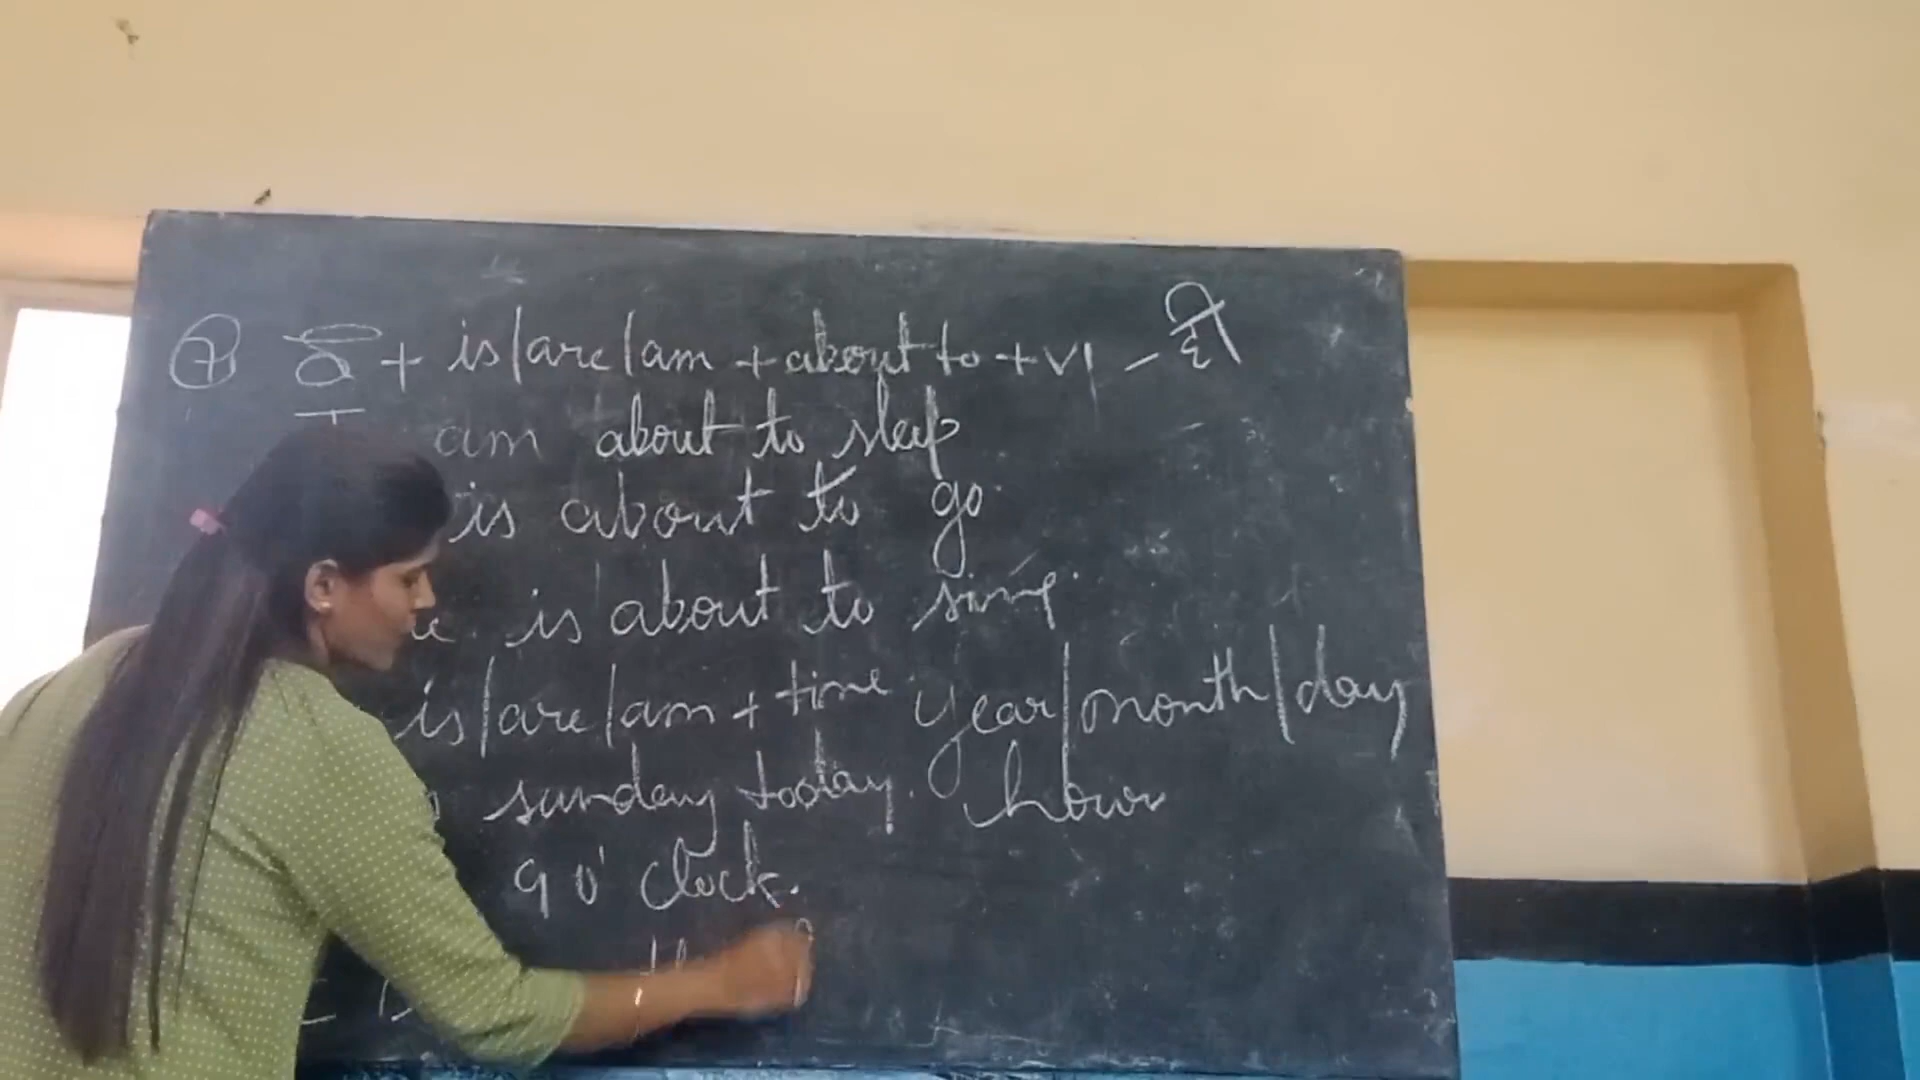 ⑦ + is/are/am + about to + V1 -
I am about to sleep
is about to go.
is about to sing.
is/are/am + time year/month/day
sunday today. hour
9 o' clock.